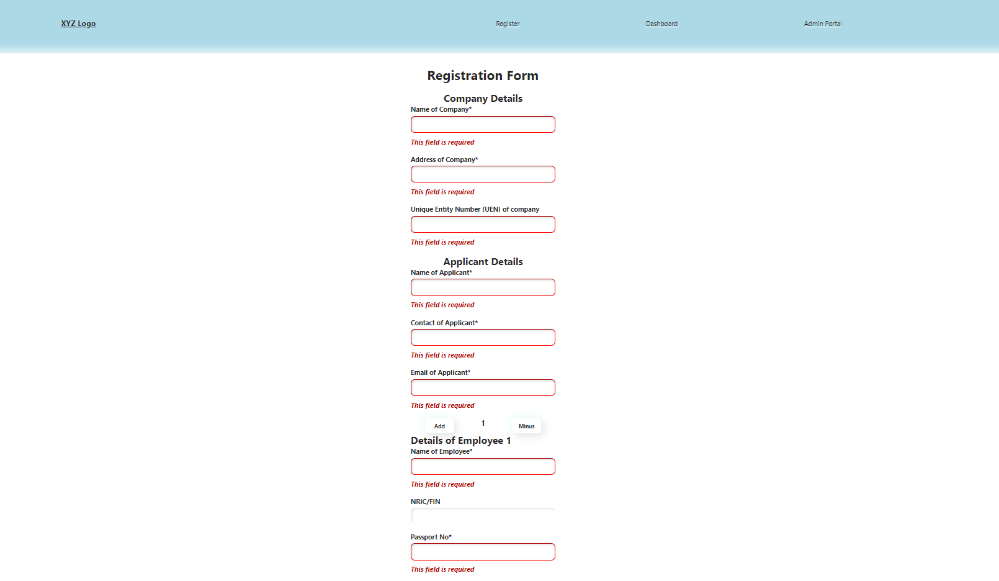 XYZ Logo Register Dashboard Admin Portal
Registration Form
Company Details
Name of Company*
This field is required
Address of Company*
This field is required
Unique Entity Number (UEN) of company
This field is required
Applicant Details
Name of Applicant*
This field is required
Contact of Applicant*
This field is required
Email of Applicant*
This field is required
Add 1 Minus
Details of Employee 1
Name of Employee*
This field is required
NRIC/FIN
Passport No*
This field is required